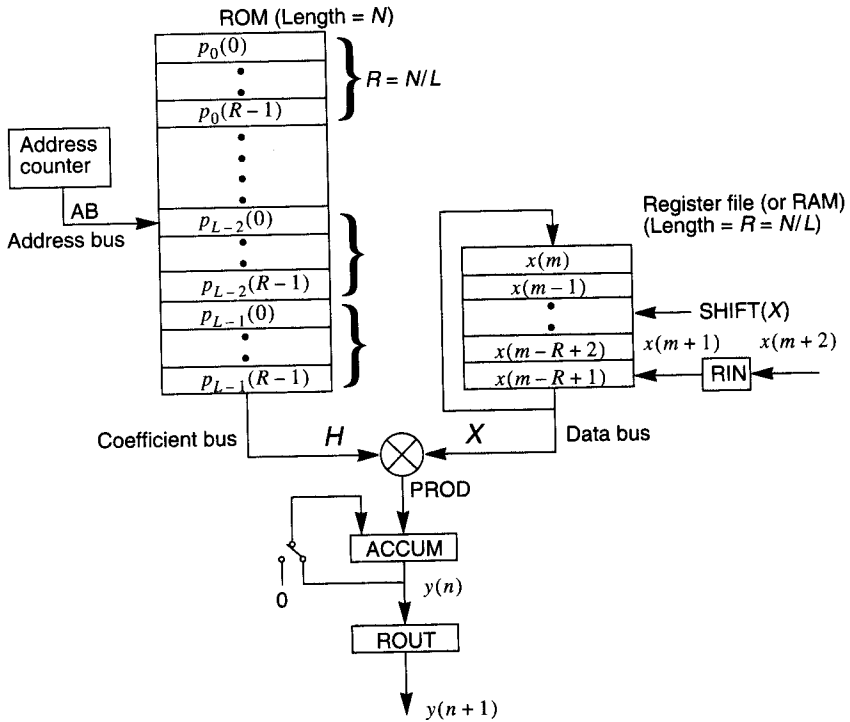 ROM (Length = N)
p₀(0)
p₀(R − 1)
R = N/L
Address
counter
AB
Address bus
p_{L−2}(0)
p_{L−2}(R−1)
p_{L−1}(0)
p_{L−1}(R−1)
Register file (or RAM)
(Length = R = N/L)
x(m)
x(m−1)
x(m−R+2)
x(m−R+1)
SHIFT(X)
x(m+1)
x(m+2)
RIN
Coefficient bus
H
X
Data bus
PROD
ACCUM
0
y(n)
ROUT
y(n+1)